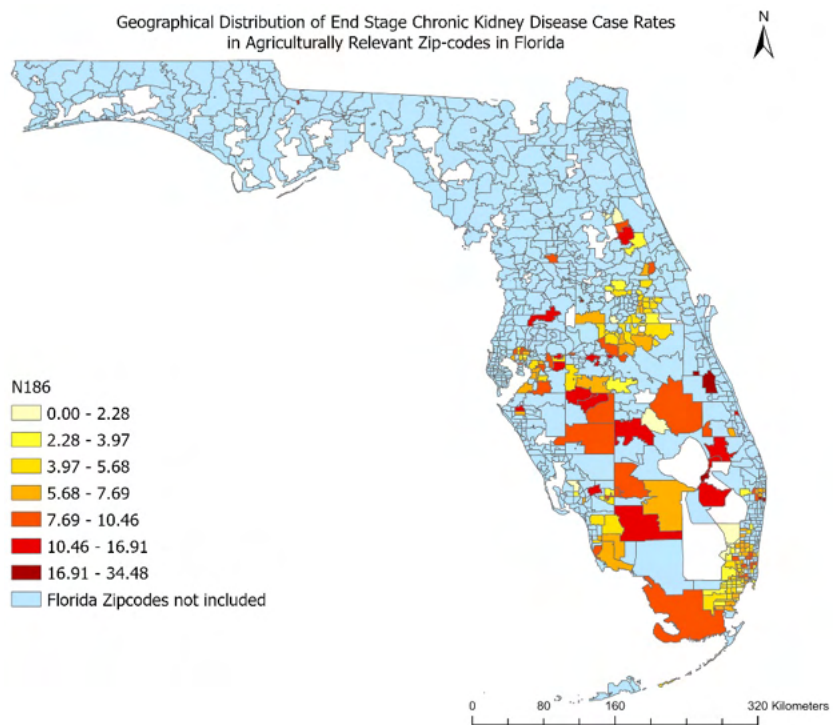 Geographical Distribution of End Stage Chronic Kidney Disease Case Rates
in Agriculturally Relevant Zip-codes in Florida
N
N186
0.00 - 2.28
2.28 - 3.97
3.97 - 5.68
5.68 - 7.69
7.69 - 10.46
10.46 - 16.91
16.91 - 34.48
Florida Zipcodes not included
0 80 160 320 Kilometers